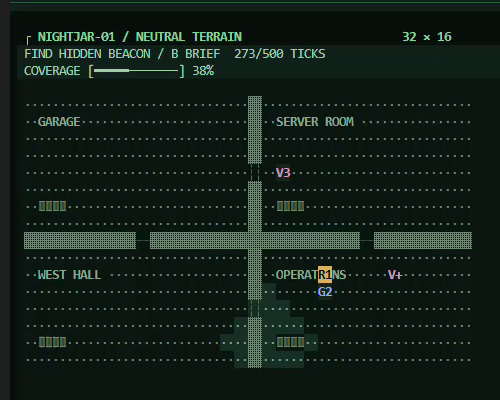 NIGHTJAR-01 / NEUTRAL TERRAIN 32 × 16
FIND HIDDEN BEACON / B BRIEF 273/500 TICKS
COVERAGE [ ] 38%
GARAGE SERVER ROOM
V3
WEST HALL OPERATR1NS V+
G2